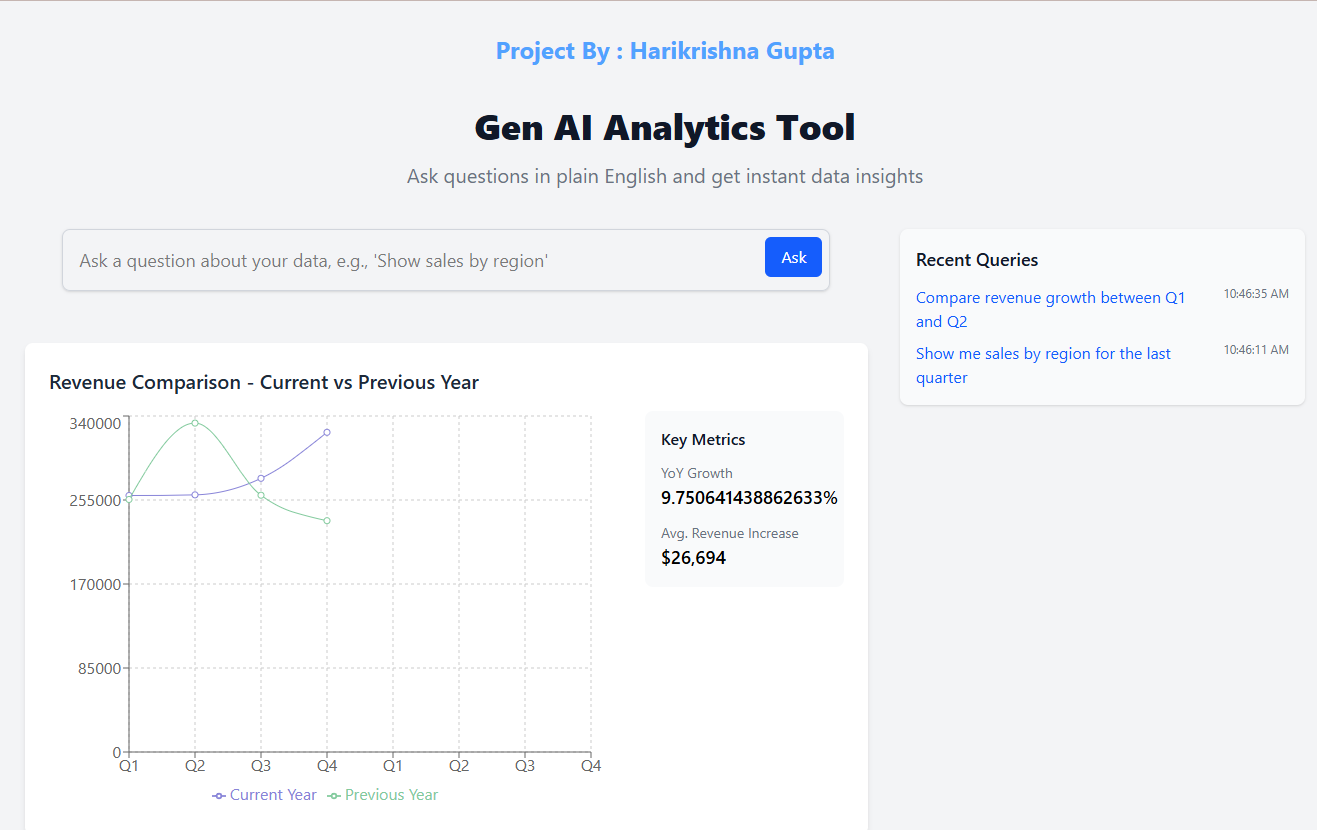 Project By : Harikrishna Gupta
Gen AI Analytics Tool
Ask questions in plain English and get instant data insights
Ask a question about your data, e.g., 'Show sales by region'
Ask
Recent Queries
Compare revenue growth between Q1
and Q2
10:46:35 AM
Show me sales by region for the last
quarter
10:46:11 AM
Revenue Comparison - Current vs Previous Year
340000
255000
170000
85000
0
Q1 Q2 Q3 Q4 Q1 Q2 Q3 Q4
Current Year Previous Year
Key Metrics
YoY Growth
9.750641438862633%
Avg. Revenue Increase
$26,694